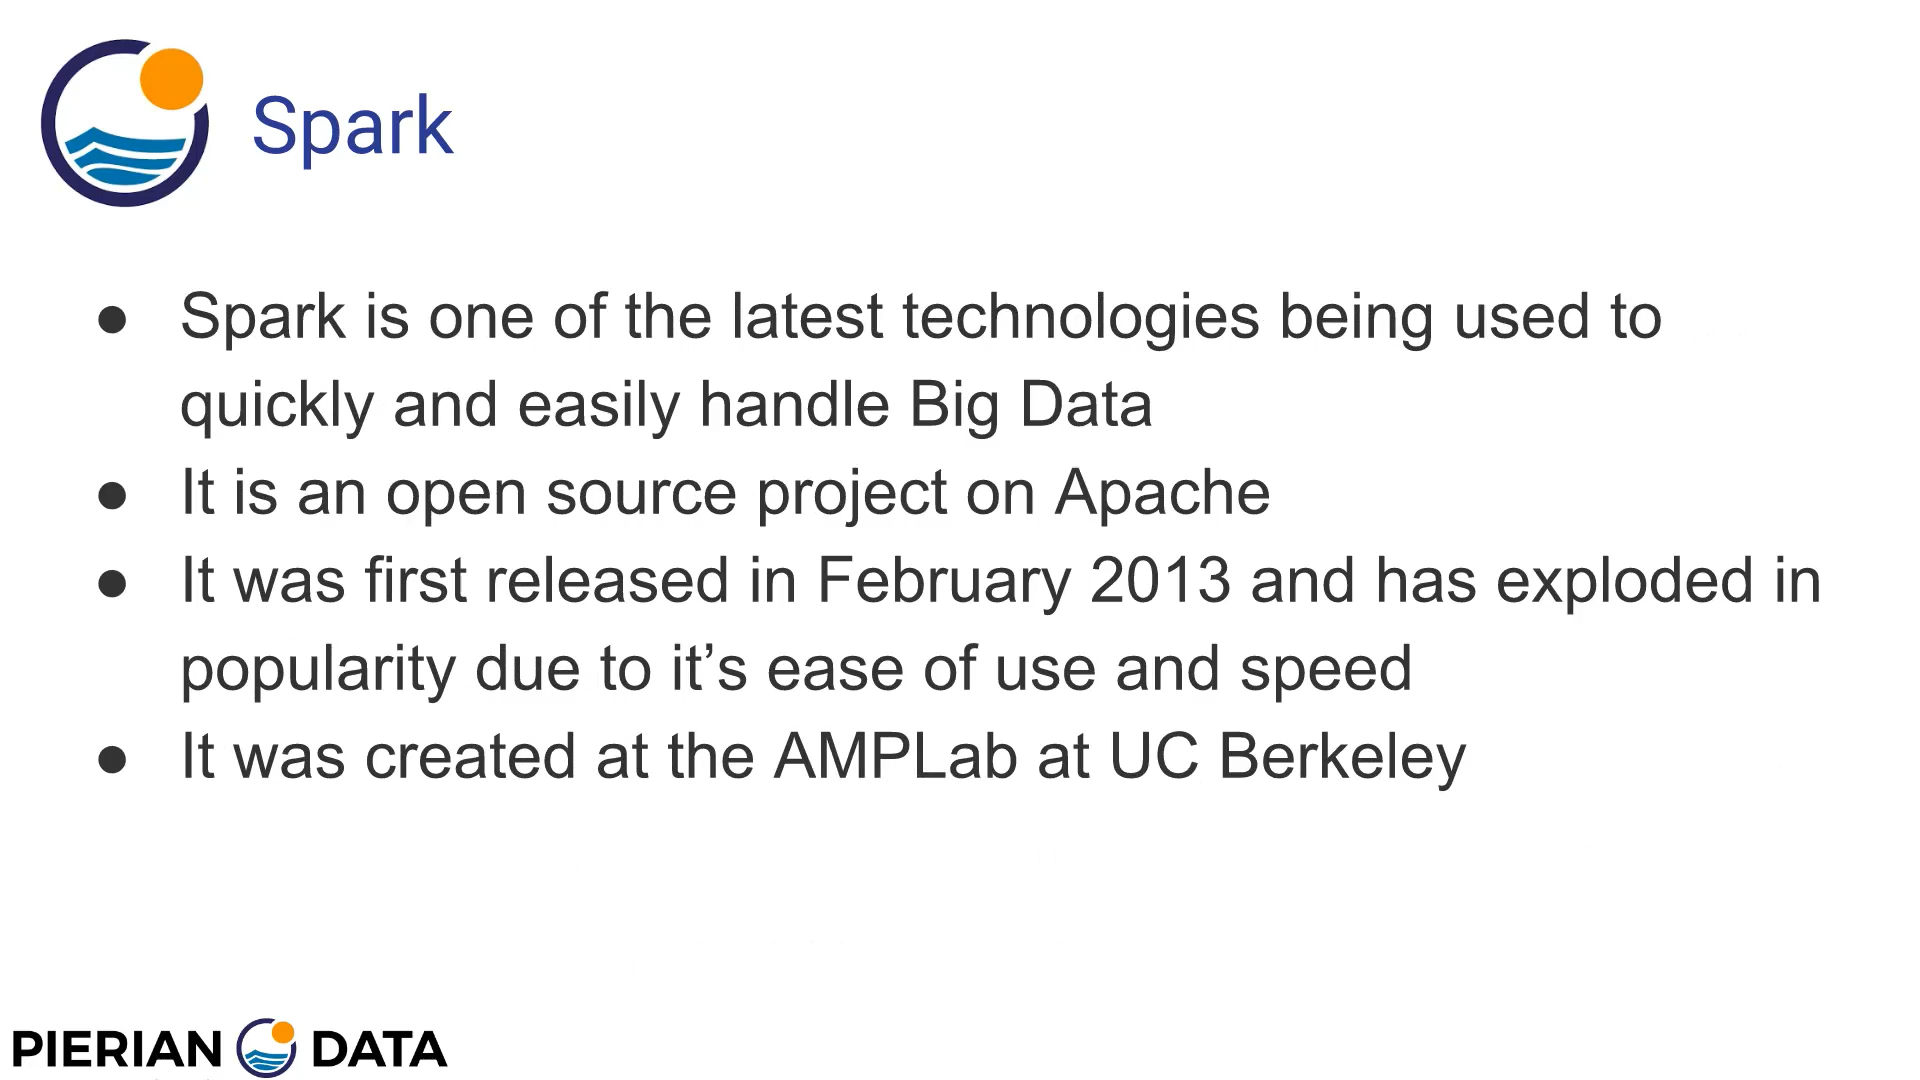 Spark
● Spark is one of the latest technologies being used to
quickly and easily handle Big Data
● It is an open source project on Apache
● It was first released in February 2013 and has exploded in
popularity due to it’s ease of use and speed
● It was created at the AMPLab at UC Berkeley
PIERIAN DATA